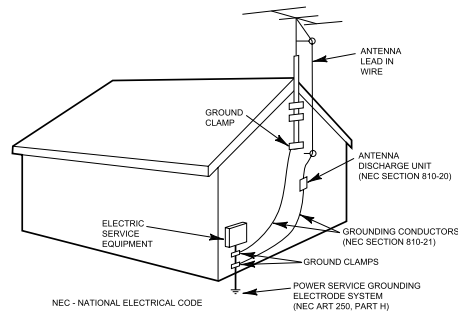 ANTENNA
LEAD IN
WIRE
GROUND
CLAMP
ANTENNA
DISCHARGE UNIT
(NEC SECTION 810-20)
ELECTRIC
SERVICE
EQUIPMENT
GROUNDING CONDUCTORS
(NEC SECTION 810-21)
GROUND CLAMPS
POWER SERVICE GROUNDING
ELECTRODE SYSTEM
(NEC ART 250, PART H)
NEC - NATIONAL ELECTRICAL CODE